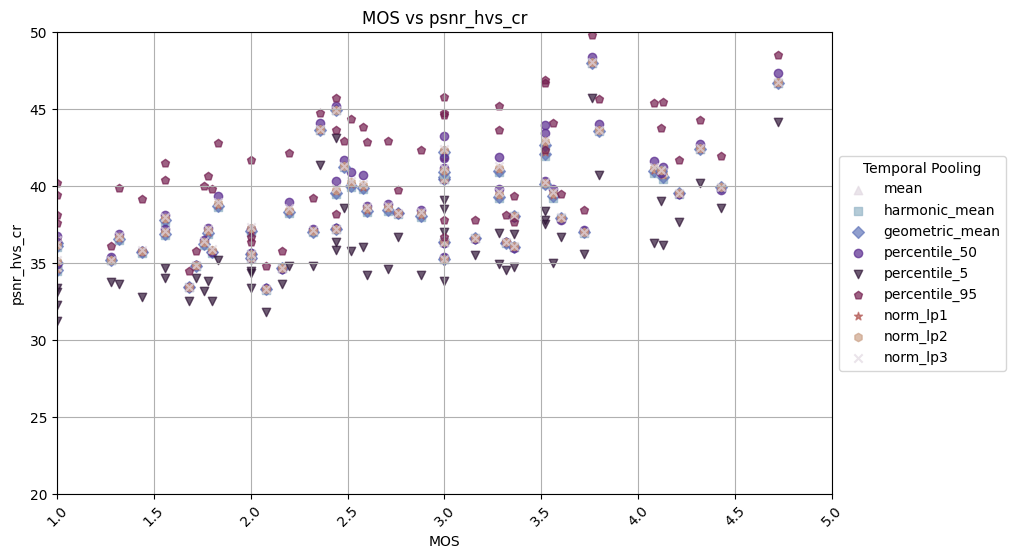 MOS vs psnr_hvs_cr
psnr_hvs_cr
50
45
40
35
30
25
20
1.0
1.5
2.0
2.5
3.0
3.5
4.0
4.5
5.0
MOS
Temporal Pooling
mean
harmonic_mean
geometric_mean
percentile_50
percentile_5
percentile_95
norm_lp1
norm_lp2
norm_lp3